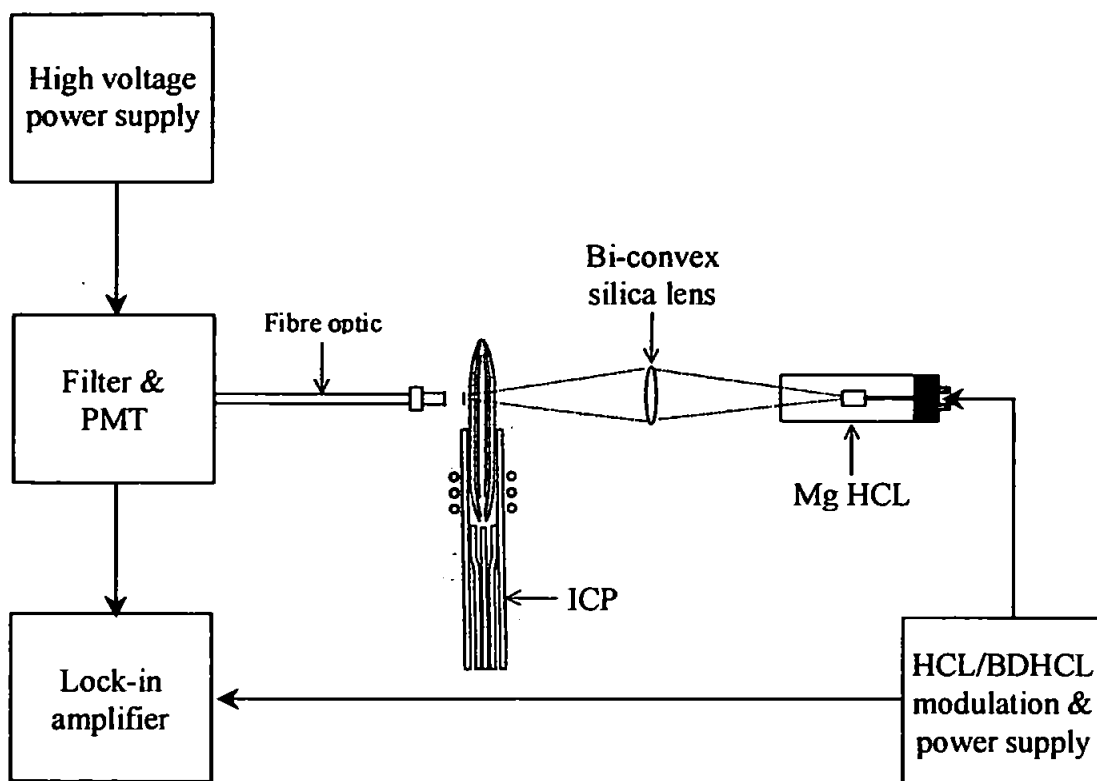 High voltage
power supply
Bi-convex
silica lens
Fibre optic
Filter &
PMT
Mg HCL
ICP
Lock-in
amplifier
HCL/BDHCL
modulation &
power supply